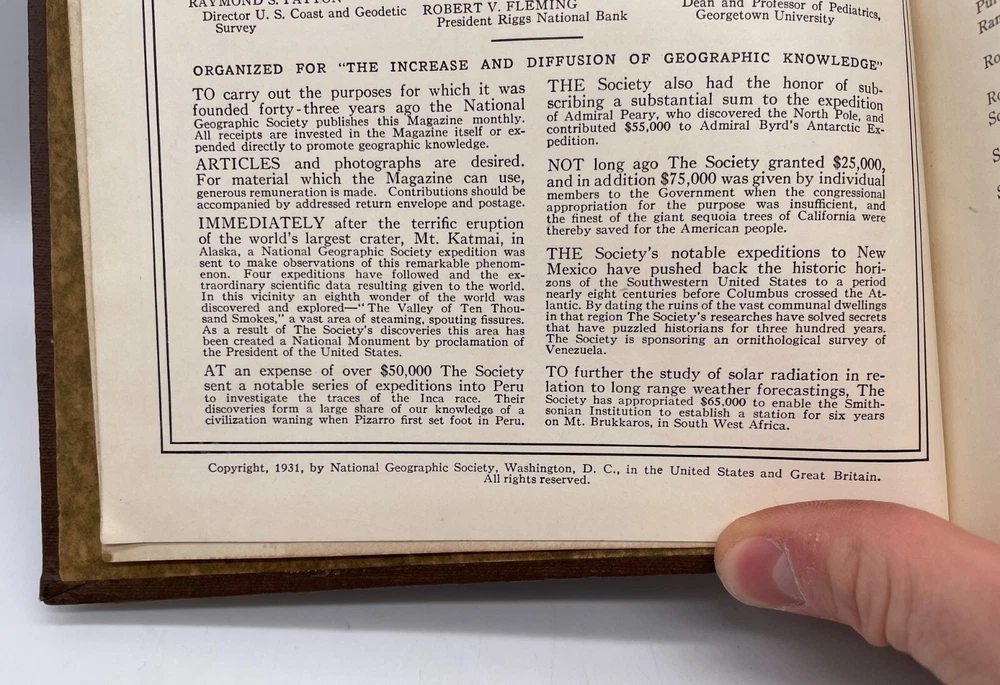 RAYMOND S. PATTON
Director U. S. Coast and Geodetic
Survey
ROBERT V. FLEMING
President Riggs National Bank
Dean and Professor of Pediatrics,
Georgetown University
ORGANIZED FOR "THE INCREASE AND DIFFUSION OF GEOGRAPHIC KNOWLEDGE"
TO carry out the purposes for which it was
founded forty-three years ago the National
Geographic Society publishes this Magazine monthly.
All receipts are invested in the Magazine itself or ex-
pended directly to promote geographic knowledge.
ARTICLES and photographs are desired.
For material which the Magazine can use,
generous remuneration is made. Contributions should be
accompanied by addressed return envelope and postage.
IMMEDIATELY after the terrific eruption
of the world's largest crater, Mt. Katmai, in
Alaska, a National Geographic Society expedition was
sent to make observations of this remarkable phenom-
enon. Four expeditions have followed and the ex-
traordinary scientific data resulting given to the world.
In this vicinity an eighth wonder of the world was
discovered and explored—"The Valley of Ten Thou-
sand Smokes," a vast area of steaming, spouting fissures.
As a result of The Society's discoveries this area has
been created a National Monument by proclamation of
the President of the United States.
AT an expense of over $50,000 The Society
sent a notable series of expeditions into Peru
to investigate the traces of the Inca race. Their
discoveries form a large share of our knowledge of a
civilization waning when Pizarro first set foot in Peru.
THE Society also had the honor of sub-
scribing a substantial sum to the expedition
of Admiral Peary, who discovered the North Pole, and
contributed $55,000 to Admiral Byrd's Antarctic Ex-
pedition.
NOT long ago The Society granted $25,000,
and in addition $75,000 was given by individual
members to the Government when the congressional
appropriation for the purpose was insufficient, and
the finest of the giant sequoia trees of California were
thereby saved for the American people.
THE Society's notable expeditions to New
Mexico have pushed back the historic hori-
zons of the Southwestern United States to a period
nearly eight centuries before Columbus crossed the At-
lantic. By dating the ruins of the vast communal dwellings
in that region The Society's researches have solved secrets
that have puzzled historians for three hundred years.
The Society is sponsoring an ornithological survey of
Venezuela.
TO further the study of solar radiation in re-
lation to long range weather forecastings, The
Society has appropriated $65,000 to enable the Smith-
sonian Institution to establish a station for six years
on Mt. Brukkaros, in South West Africa.
Copyright, 1931, by National Geographic Society, Washington, D. C., in the United States and Great Britain.
All rights reserved.